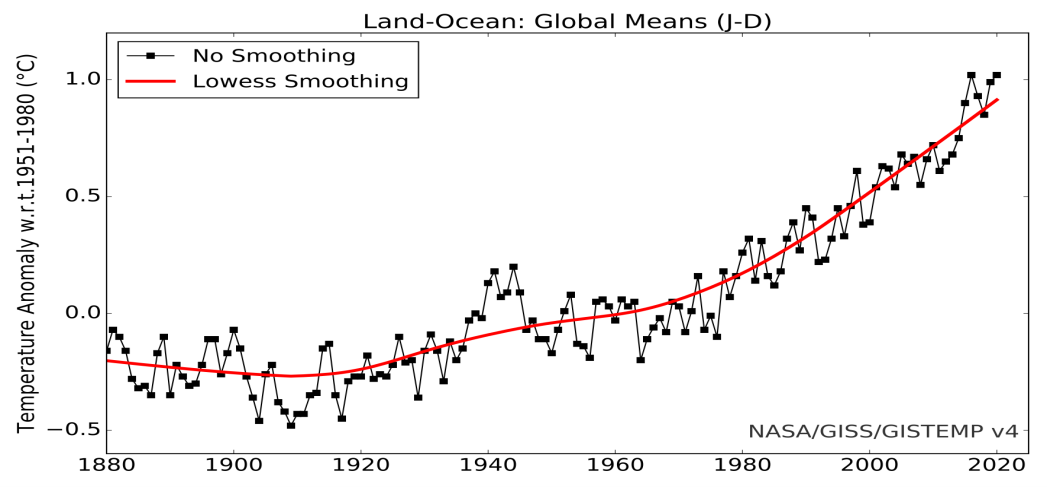 Land-Ocean: Global Means (J-D)
No Smoothing
Lowess Smoothing
Temperature Anomaly w.r.t.1951-1980 (°C)
1.0
0.5
0.0
−0.5
NASA/GISS/GISTEMP v4
1880 1900 1920 1940 1960 1980 2000 2020